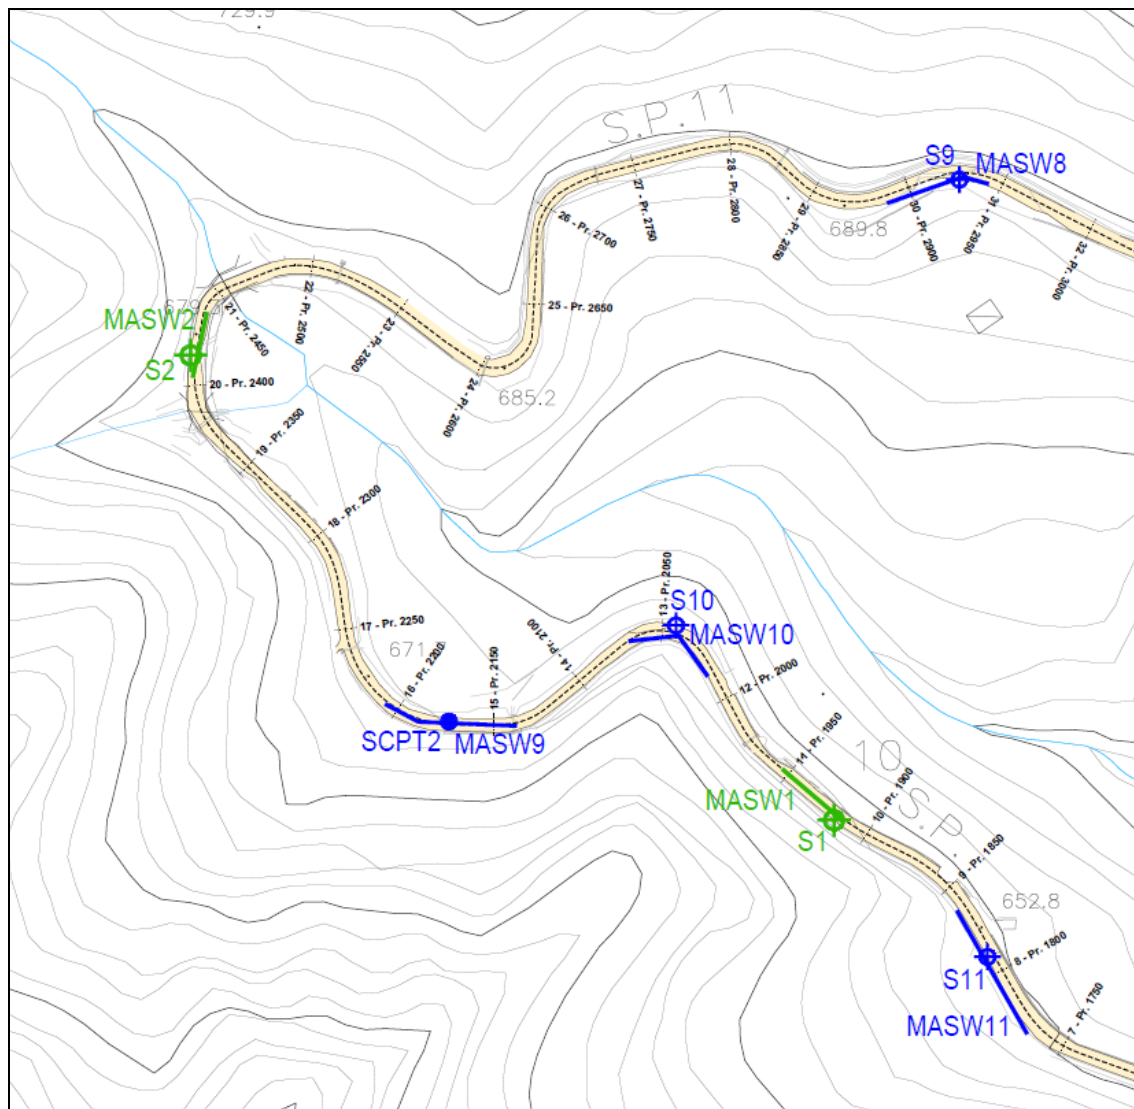 729.9
S.P.11
S9
MASW8
28 - Pr. 2800
27 - Pr. 2750
29 - Pr. 2850
30 - Pr. 2900
31 - Pr. 2950
32 - Pr. 3000
26 - Pr. 2700
689.8
22 - Pr. 2500
21 - Pr. 2450
25 - Pr. 2650
MASW2
23 - Pr. 2550
S2
20 - Pr. 2400
24 - Pr. 2600
685.2
19 - Pr. 2350
18 - Pr. 2300
13 - Pr. 2050
S10
17 - Pr. 2250
14 - Pr. 2100
MASW10
671.
16 - Pr. 2200
15 - Pr. 2150
12 - Pr. 2000
SCPT2
MASW9
11 - Pr. 1950
10
MASW1
10 - Pr. 1900
S.P.
S1
9 - Pr. 1850
652.8
8 - Pr. 1800
S11
MASW11
7 - Pr. 1750